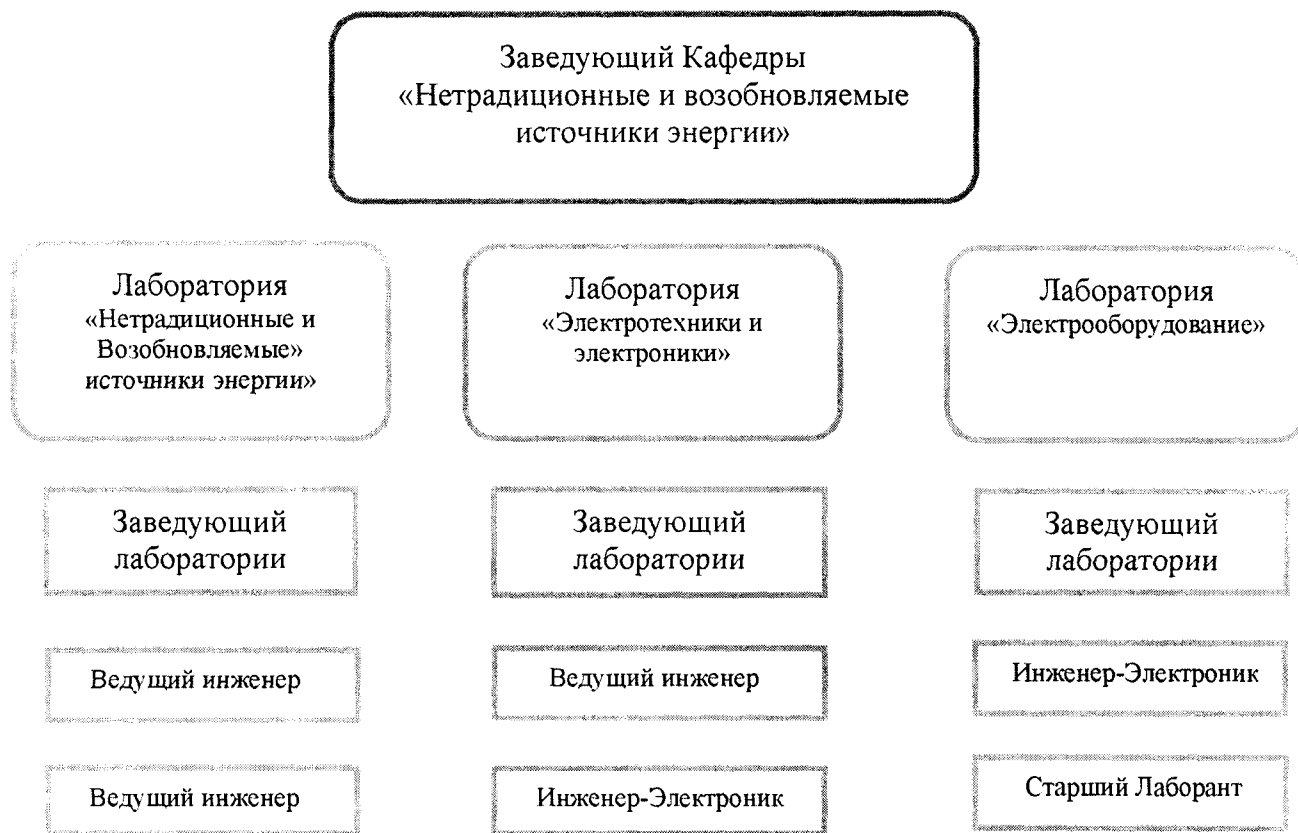 Заведующий Кафедры
«Нетрадиционные и возобновляемые
источники энергии»
Лаборатория
«Нетрадиционные и
Возобновляемые»
источники энергии»
Заведующий
лаборатории
Ведущий инженер
Ведущий инженер
Лаборатория
«Электротехники и
электроники»
Заведующий
лаборатории
Ведущий инженер
Инженер-Электроник
Лаборатория
«Электрооборудование»
Заведующий
лаборатории
Инженер-Электроник
Старший Лаборант